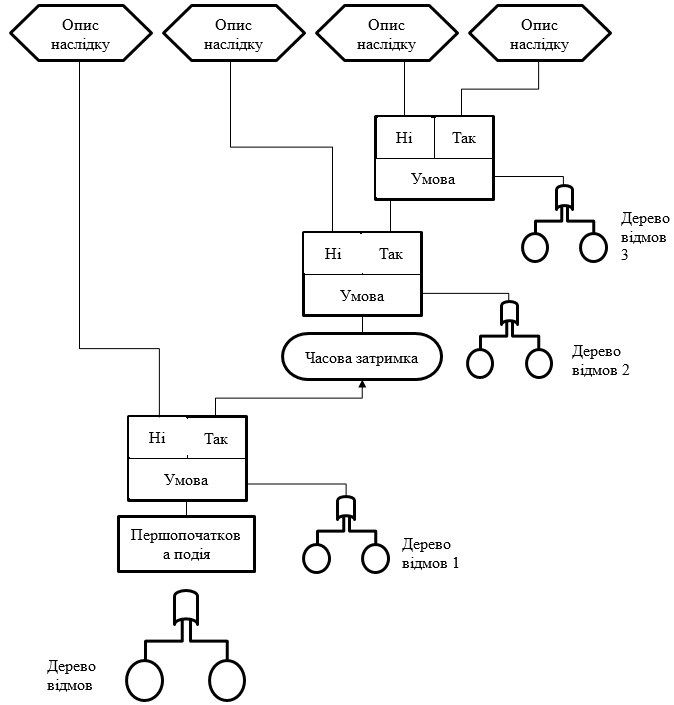 Опис
наслідку
Опис
наслідку
Опис
наслідку
Опис
наслідку
Ні
Так
Умова
Дерево
відмов
3
Ні
Так
Умова
Часова затримка
Дерево
відмов 2
Ні
Так
Умова
Першопочатков
а подія
Дерево
відмов 1
Дерево
відмов